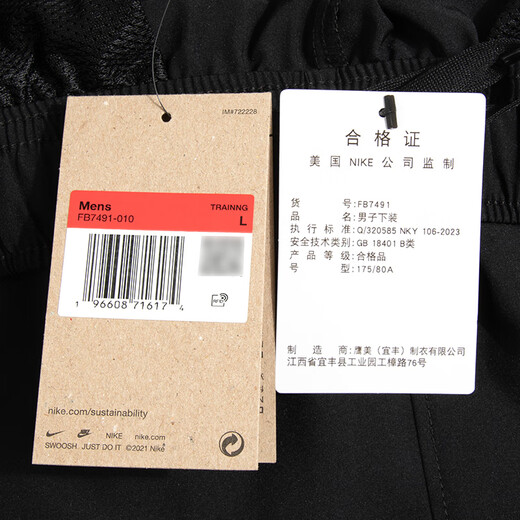 IM#722228
Mens
FB7491-010
TRAINNG
L
1 96608 71617 4
nike.com/sustainability
NIKE nike.com
SWOOSH. JUST DO IT ©2021 Nike
合格证
美国 NIKE 公司监制
货号:FB7491
品名:男子下装
执行标准:Q/320585 NKY 106-2023
安全技术类别:GB 18401 B类
产品等级:合格品
号型:175/80A
制造商:鹰美(宜丰)制衣有限公司
江西省宜丰县工业园工樟路76号